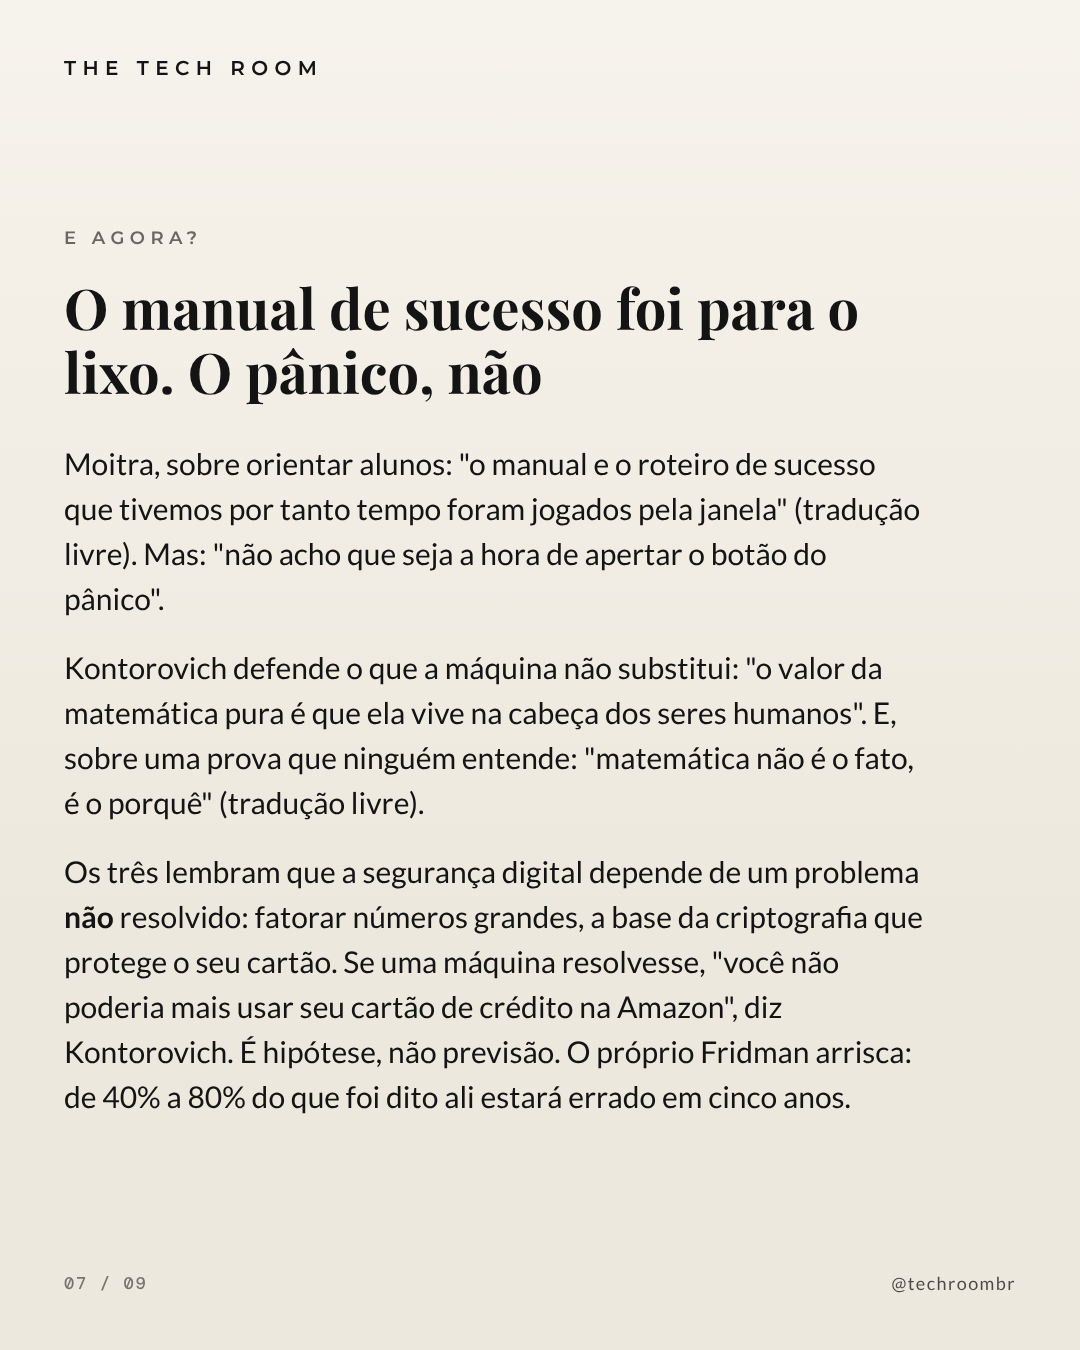 THE TECH ROOM
E AGORA?
O manual de sucesso foi para o
lixo. O pânico, não
Moitra, sobre orientar alunos: "o manual e o roteiro de sucesso
que tivemos por tanto tempo foram jogados pela janela" (tradução
livre). Mas: "não acho que seja a hora de apertar o botão do
pânico".
Kontorovich defende o que a máquina não substitui: "o valor da
matemática pura é que ela vive na cabeça dos seres humanos". E,
sobre uma prova que ninguém entende: "matemática não é o fato,
é o porquê" (tradução livre).
Os três lembram que a segurança digital depende de um problema
não resolvido: fatorar números grandes, a base da criptografia que
protege o seu cartão. Se uma máquina resolvesse, "você não
poderia mais usar seu cartão de crédito na Amazon", diz
Kontorovich. É hipótese, não previsão. O próprio Fridman arrisca:
de 40% a 80% do que foi dito ali estará errado em cinco anos.
07 / 09
@techroombr